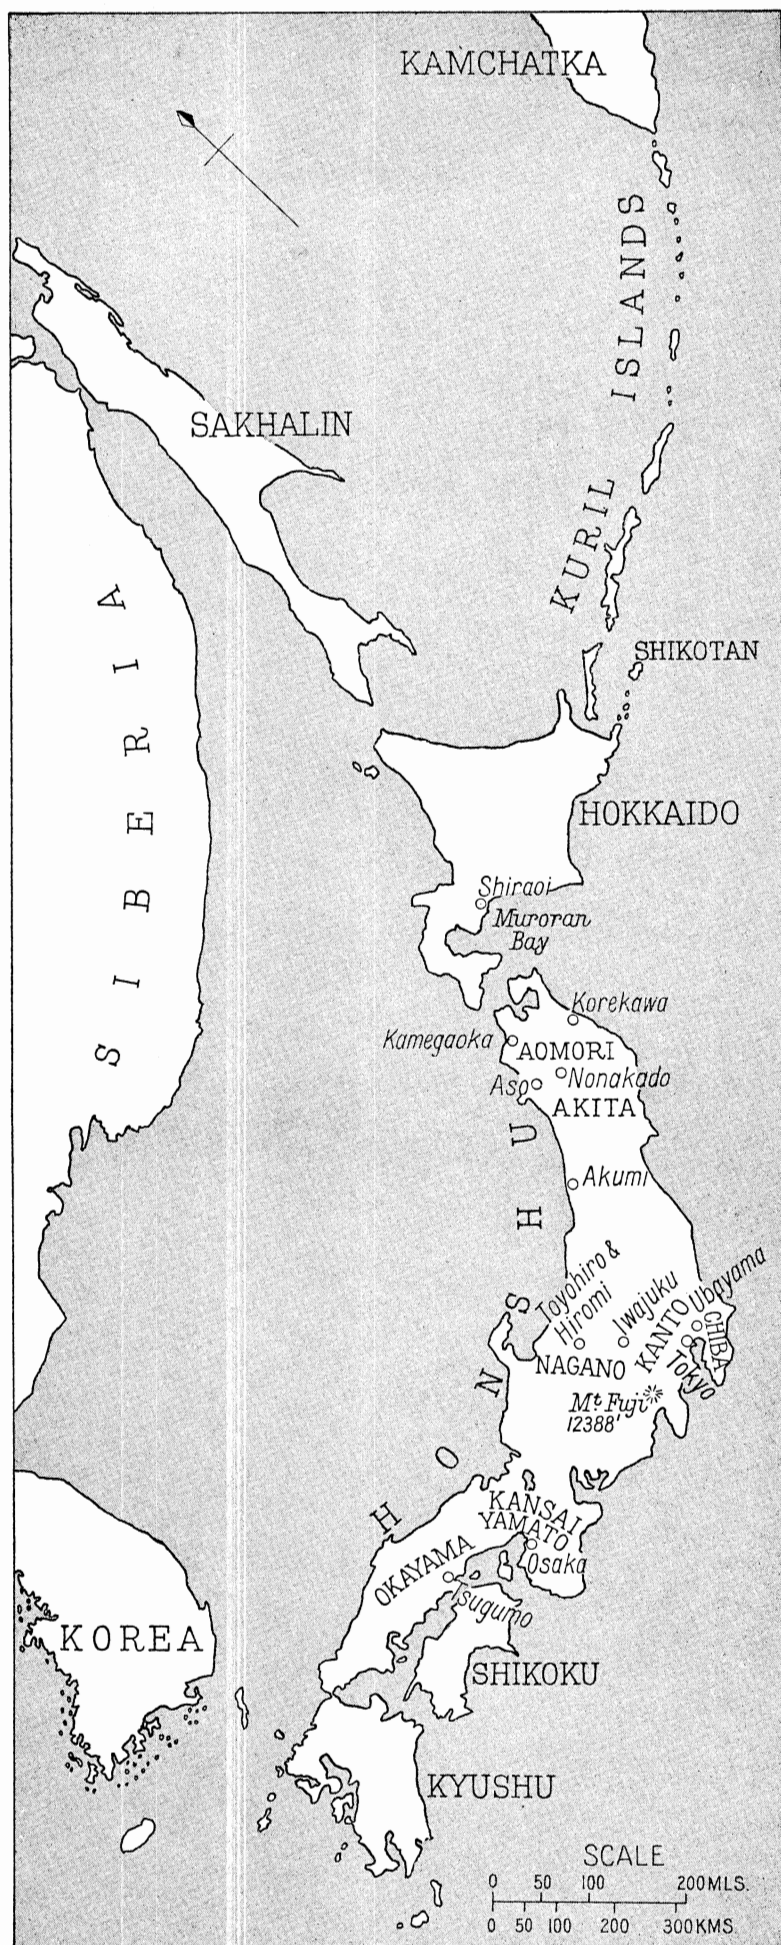 KAMCHATKA
KURIL ISLANDS
SAKHALIN
SIBERIA
SHIKOTAN
HOKKAIDO
Shiraoi
Muroran
Bay
Korekawa
Kamegaoka
AOMORI
Aso
Nonakado
AKITA
HONSHU
Akumi
Toyohiro &
Hiromi
Iwajuku
KANTO
Ubayama
CHIBA
Tokyo
NAGANO
Mt Fuji
12388'
KANSAI
YAMATO
Osaka
OKAYAMA
Tsugumo
KOREA
SHIKOKU
KYUSHU
SCALE
0 50 100 200 MLS.
0 50 100 200 300 KMS.